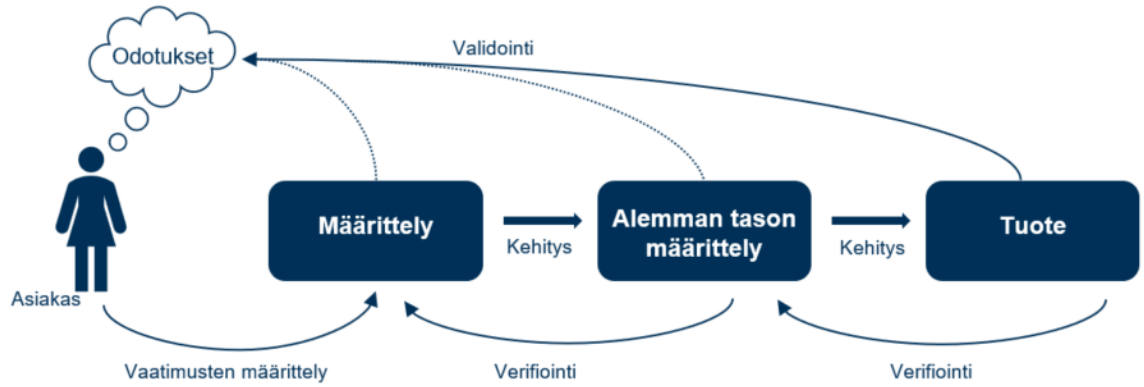 Odotukset
Validointi
Määrittely
Kehitys
Alemman tason
määrittely
Kehitys
Tuote
Asiakas
Vaatimusten määrittely
Verifiointi
Verifiointi